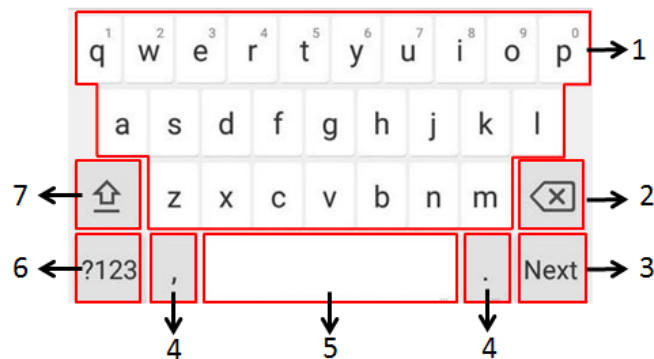 1 2 3 4 5 6 7 8 9 0
q w e r t y u i o p 1
a s d f g h j k l
7 z x c v b n m 2
6 ?123 , . Next 3
4 5 4